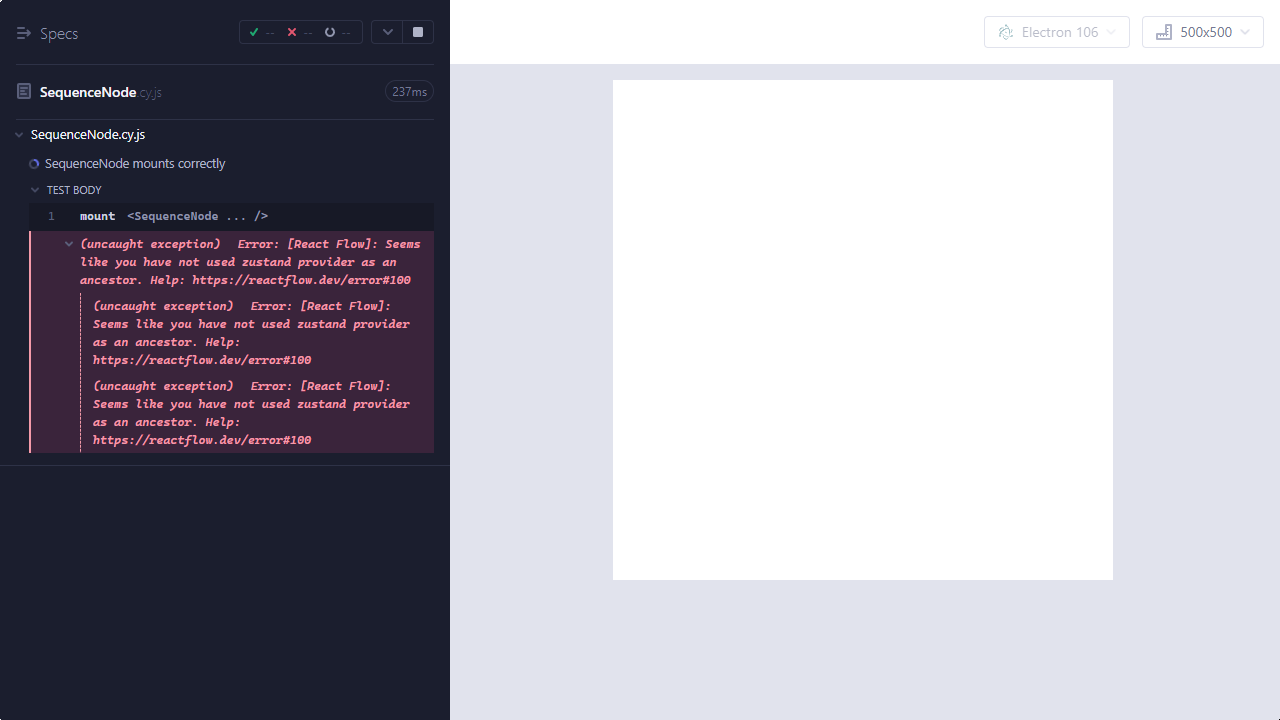 Specs
-- -- --
Electron 106
500x500
SequenceNode.cy.js
237ms
SequenceNode.cy.js
SequenceNode mounts correctly
TEST BODY
1 mount <SequenceNode ... />
(uncaught exception) Error: [React Flow]: Seems
like you have not used zustand provider as an
ancestor. Help: https://reactflow.dev/error#100
(uncaught exception) Error: [React Flow]:
Seems like you have not used zustand provider
as an ancestor. Help:
https://reactflow.dev/error#100
(uncaught exception) Error: [React Flow]:
Seems like you have not used zustand provider
as an ancestor. Help:
https://reactflow.dev/error#100